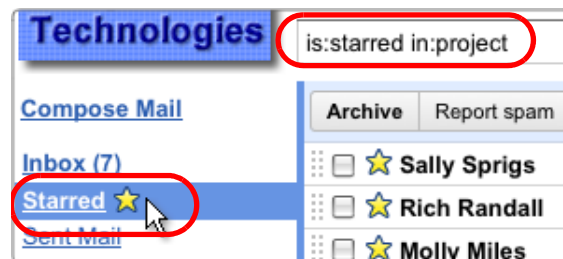 Technologies
is:starred in:project
Compose Mail
Archive Report spam
Inbox (7)
Sally Sprigs
Starred
Rich Randall
Sent Mail
Molly Miles